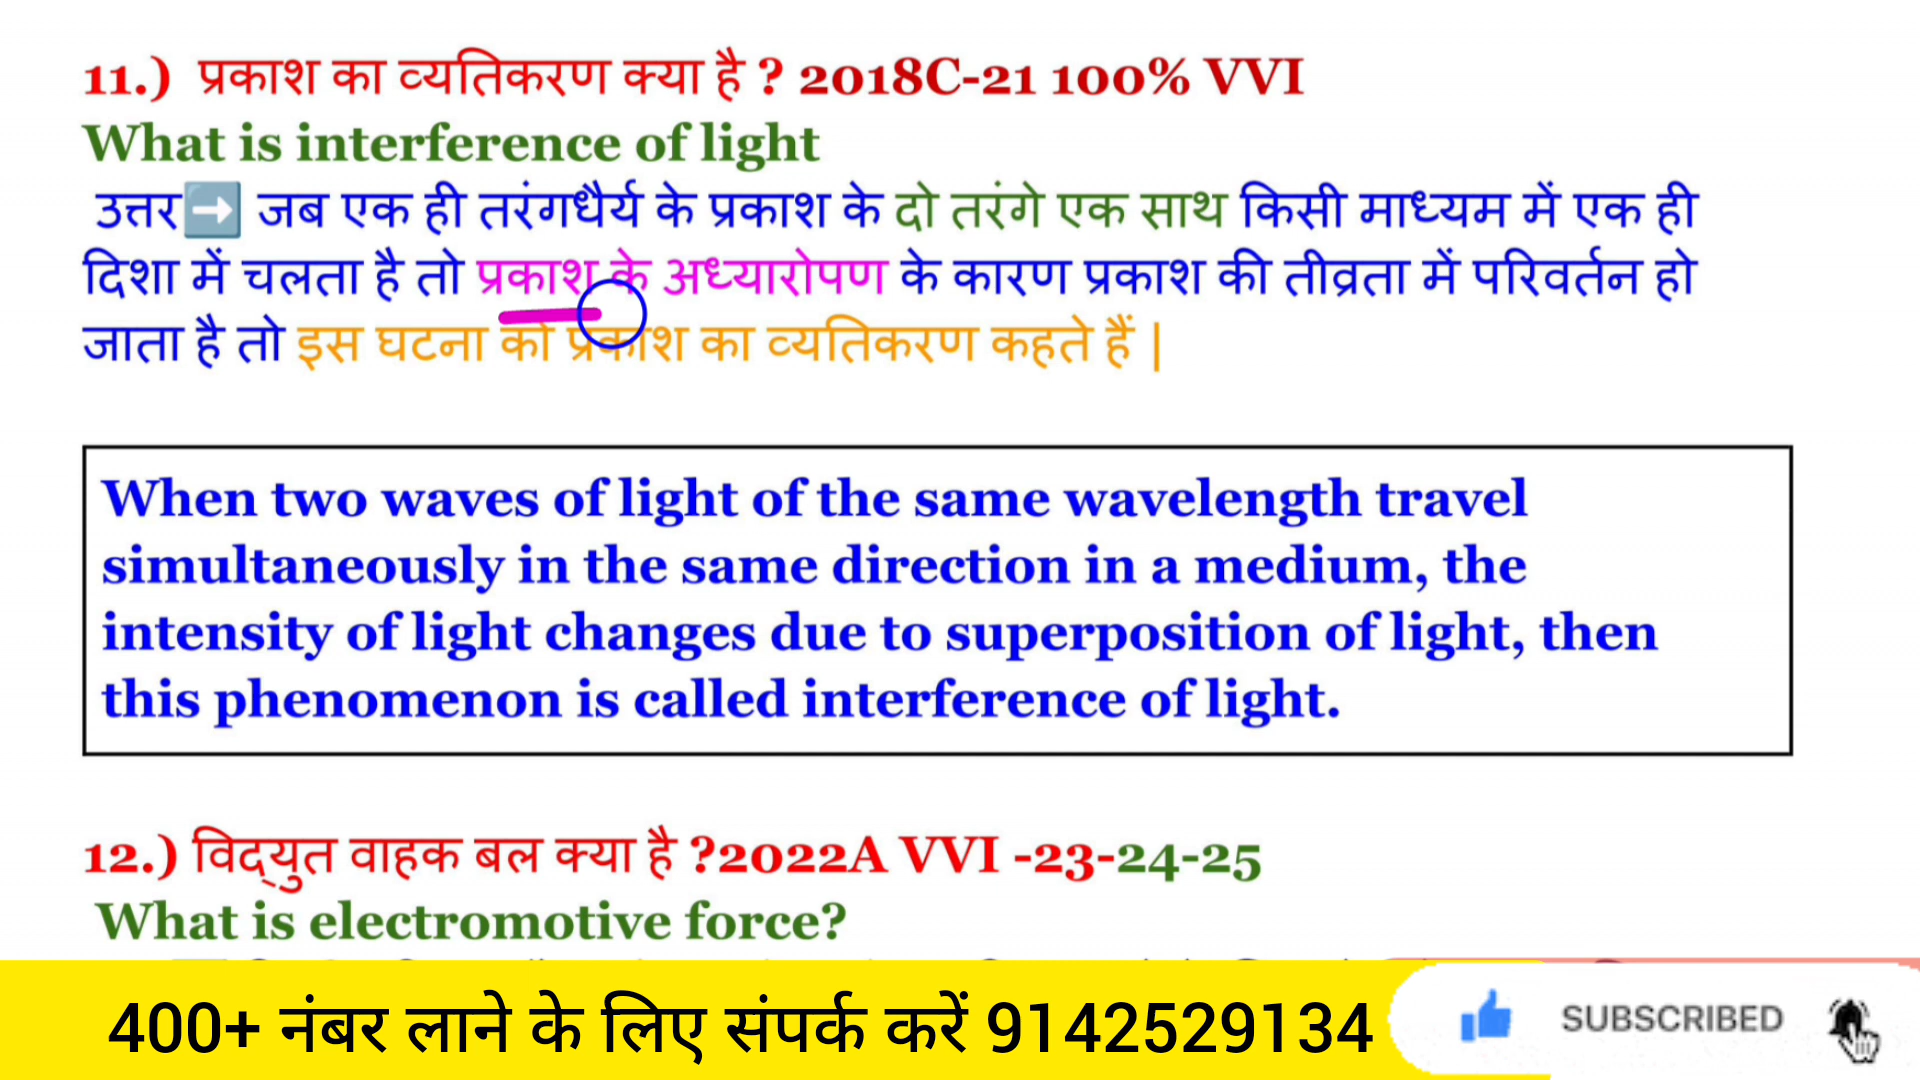 11.) प्रकाश का व्यतिकरण क्या है ? 2018C-21 100% VVI
What is interference of light
उत्तर➡️ जब एक ही तरंगधैर्य के प्रकाश के दो तरंगे एक साथ किसी माध्यम में एक ही
दिशा में चलता है तो प्रकाश के अध्यारोपण के कारण प्रकाश की तीव्रता में परिवर्तन हो
जाता है तो इस घटना को प्रकाश का व्यतिकरण कहते हैं |
When two waves of light of the same wavelength travel
simultaneously in the same direction in a medium, the
intensity of light changes due to superposition of light, then
this phenomenon is called interference of light.
12.) विद्युत वाहक बल क्या है ?2022A VVI -23-24-25
What is electromotive force?
400+ नंबर लाने के लिए संपर्क करें 9142529134
SUBSCRIBED